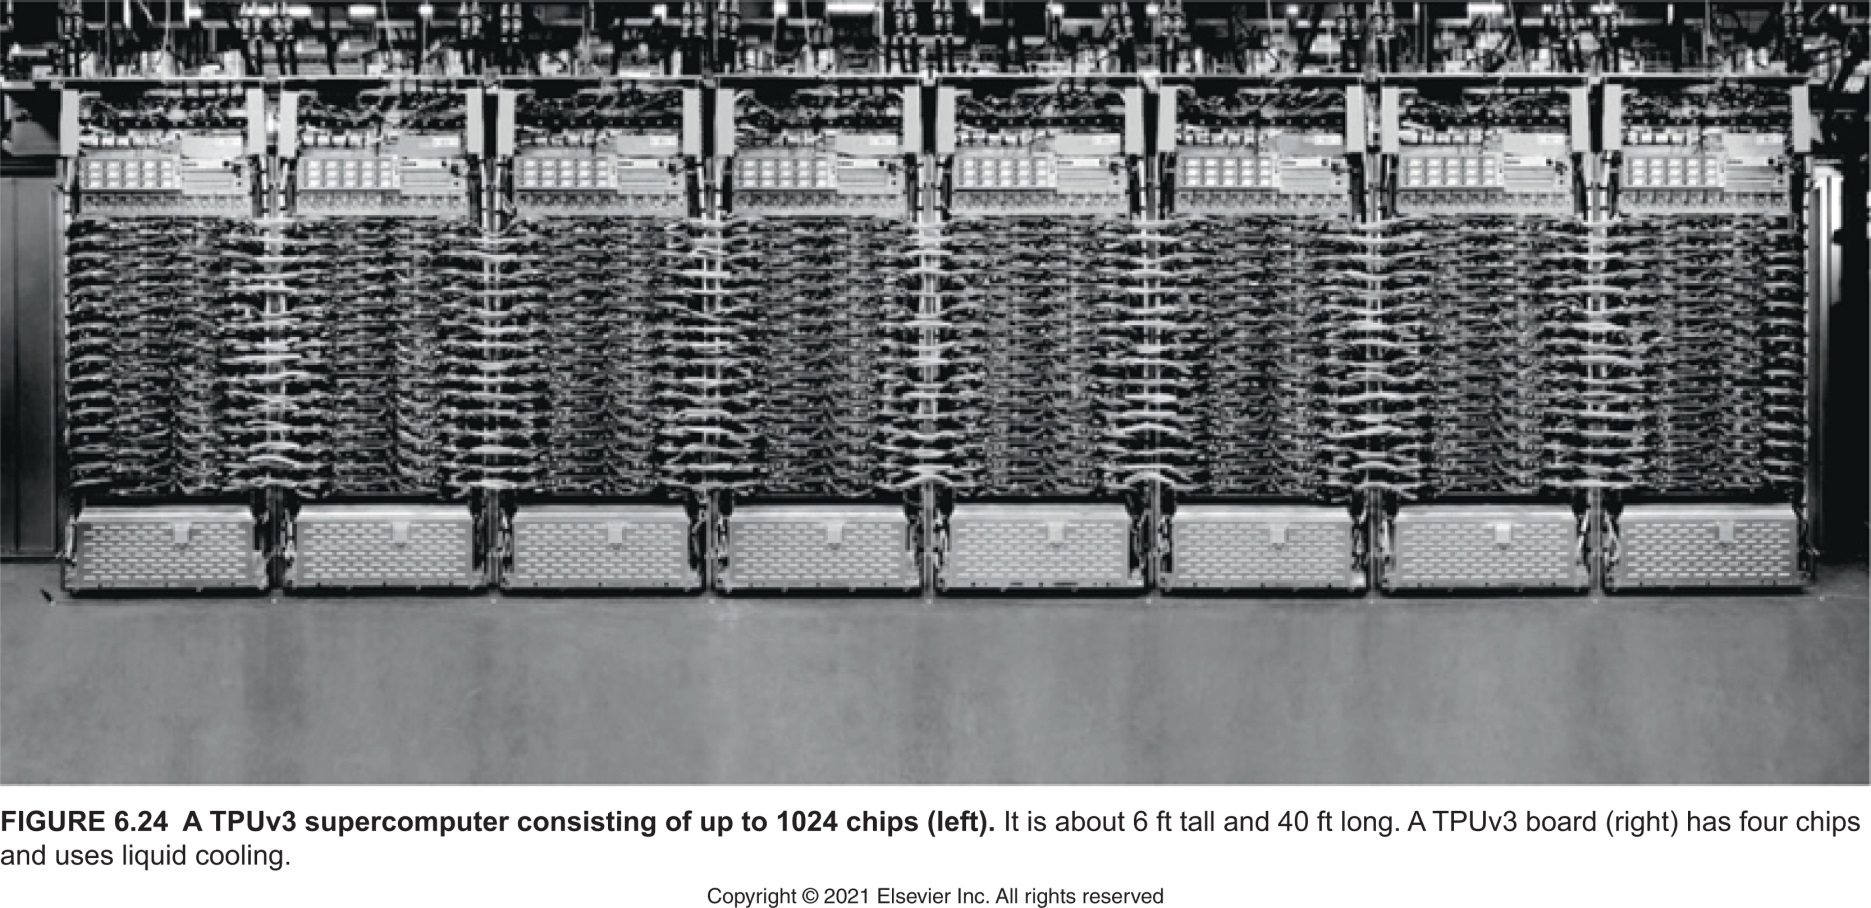 FIGURE 6.24 A TPUv3 supercomputer consisting of up to 1024 chips (left). It is about 6 ft tall and 40 ft long. A TPUv3 board (right) has four chips
and uses liquid cooling.
Copyright © 2021 Elsevier Inc. All rights reserved